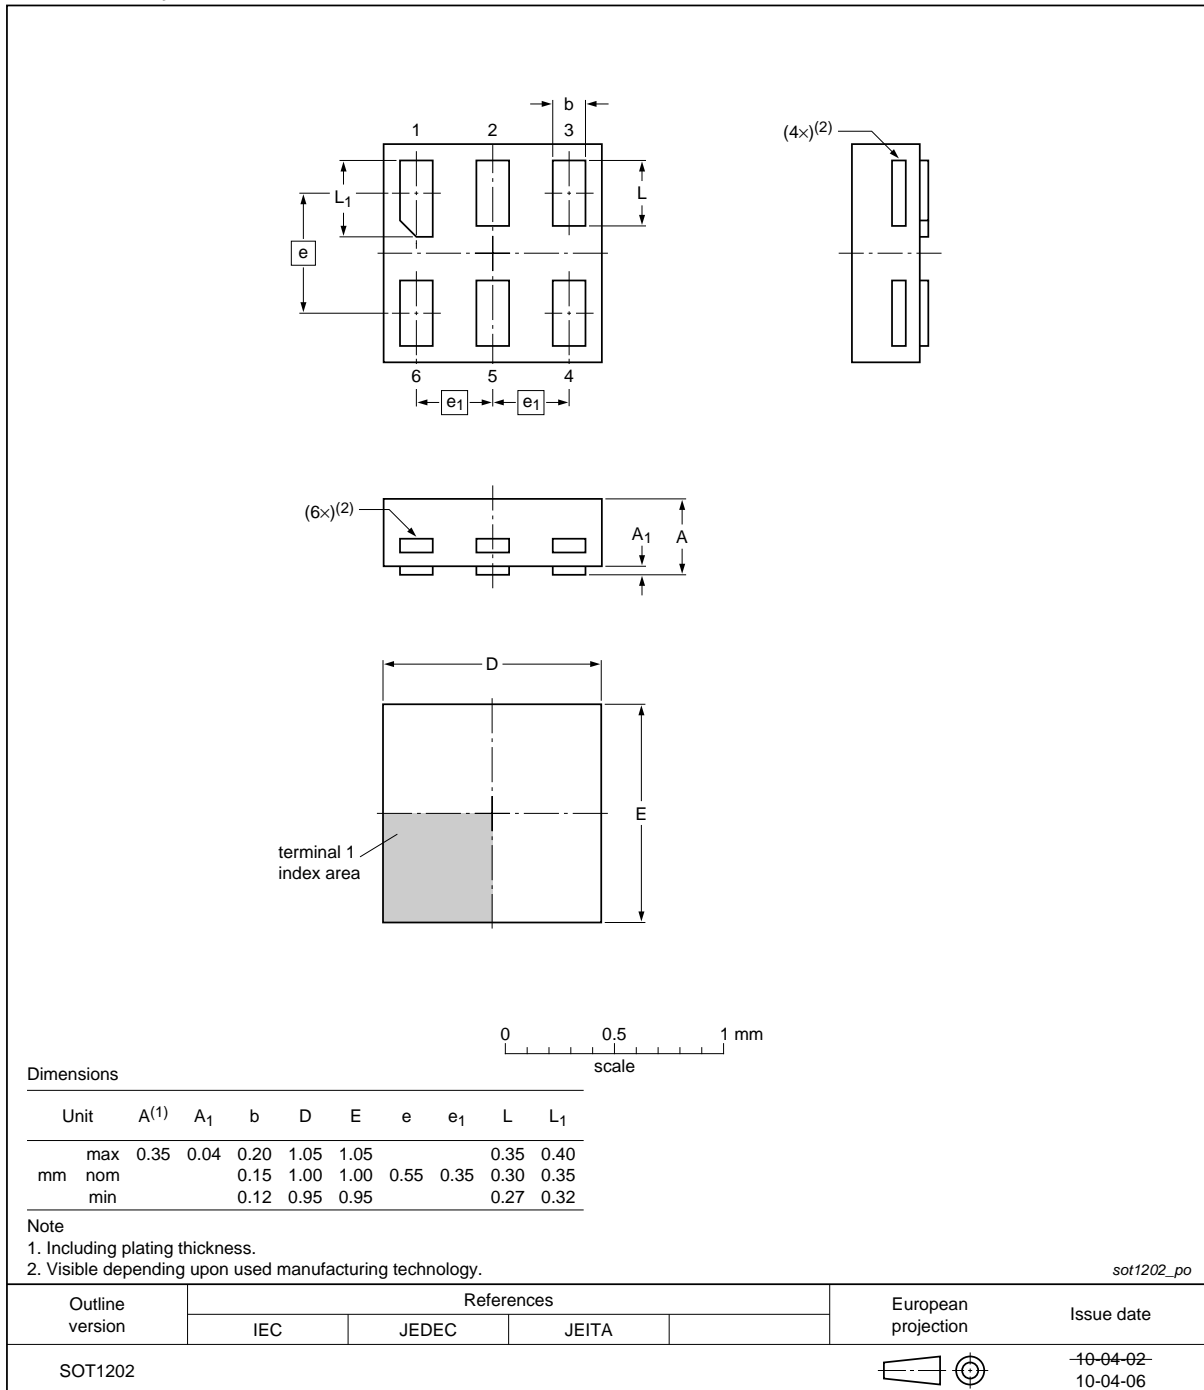 b
1 2 3
(4×)(2)
L1
L
e
6 5 4
e1 e1
(6×)(2)
A1 A
D
E
terminal 1
index area
0 0.5 1 mm
scale
Dimensions
Unit A(1) A1 b D E e e1 L L1
max 0.35 0.04 0.20 1.05 1.05 0.35 0.40
mm nom 0.15 1.00 1.00 0.55 0.35 0.30 0.35
min 0.12 0.95 0.95 0.27 0.32
Note
1. Including plating thickness.
2. Visible depending upon used manufacturing technology.
sot1202_po
Outline version References European projection Issue date
IEC JEDEC JEITA
SOT1202
10-04-02
10-04-06